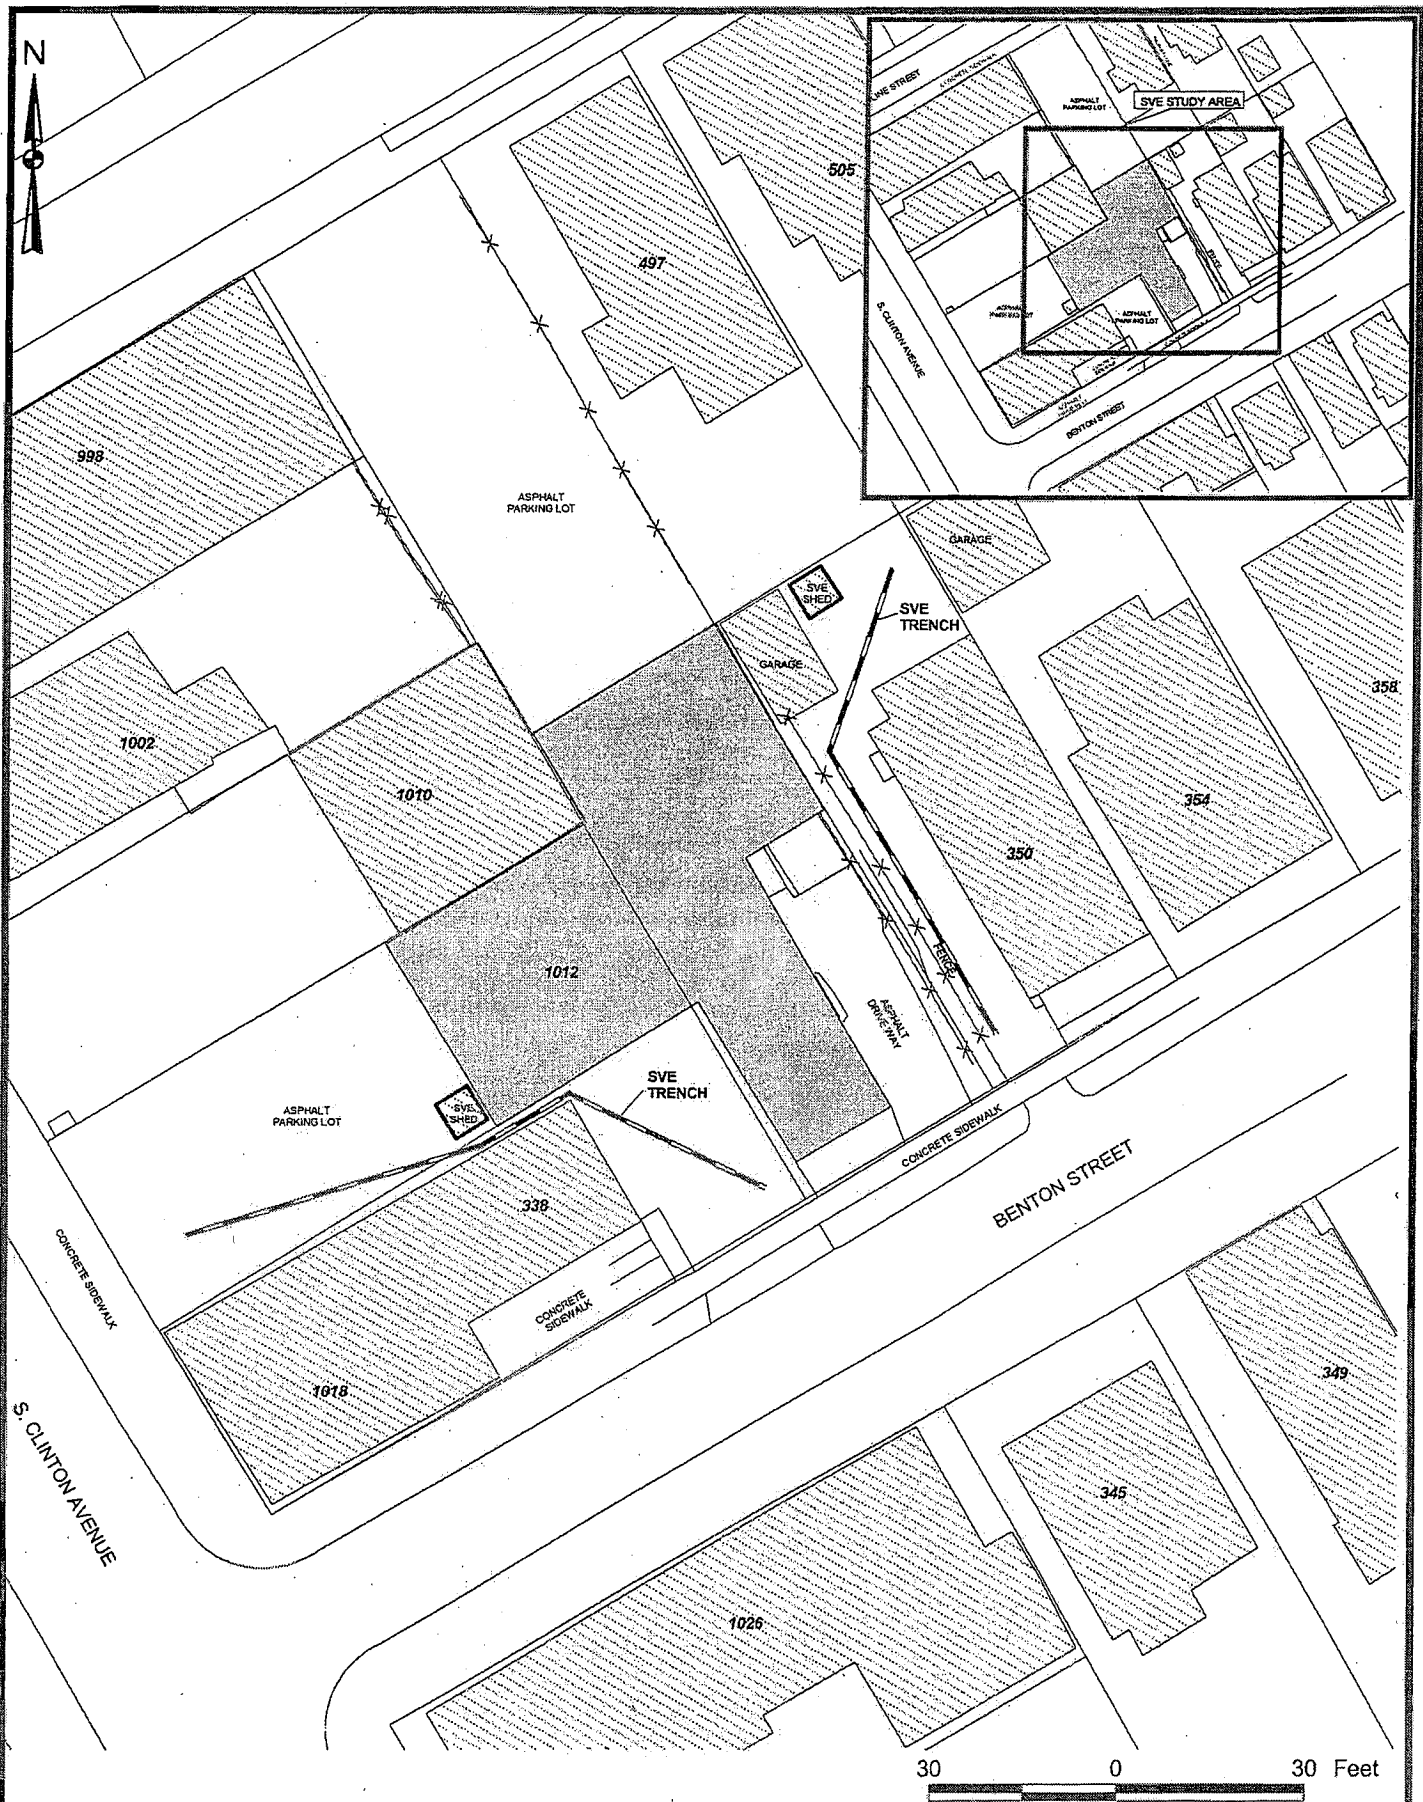 N
LINE STREET
ASPHALT
PARKING LOT
SVE STUDY AREA
S. CLINTON AVENUE
ASPHALT
PARKING LOT
BENTON STREET
505
497
998
ASPHALT
PARKING LOT
GARAGE
SVE
SHED
SVE
TRENCH
GARAGE
358
1002
1010
354
350
1012
FENCE
ASPHALT
DRIVEWAY
SVE
TRENCH
SVE
SHED
ASPHALT
PARKING LOT
CONCRETE SIDEWALK
BENTON STREET
338
CONCRETE SIDEWALK
CONCRETE
SIDEWALK
1018
349
S. CLINTON AVENUE
345
1026
30 0 30 Feet